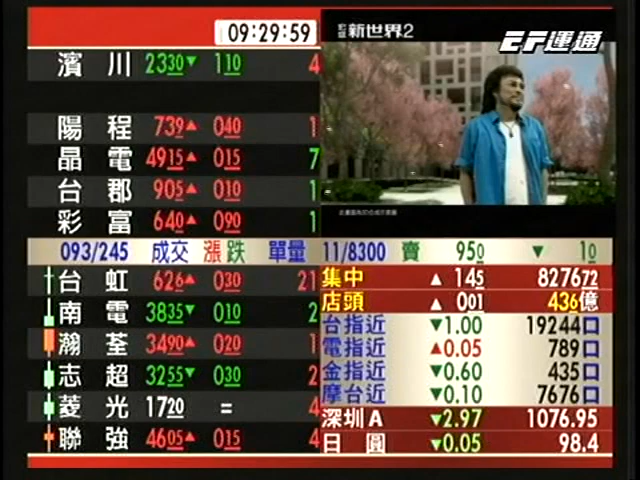 09:29:59
新世界2
EF運通
濱川 2330▼ 110 4
陽程 739▲ 040 1
晶電 4915▲ 015 7
台郡 905▲ 010 1
彩富 640▲ 090 1
093/245 成交 漲跌 單量 11/8300 賣 950 ▼ 10
台虹 626▲ 030 21
南電 3835▼ 010 2
瀚荃 3490▲ 020 1
志超 3255▼ 030 2
菱光 1720 = 4
聯強 4605▲ 015 4
集中 ▲ 145 827672
店頭 ▲ 001 436億
台指近 ▼1.00 19244口
電指近 ▲0.05 789口
金指近 ▼0.60 435口
摩台近 ▼0.10 7676口
深圳A ▼2.97 1076.95
日圓 ▼0.05 98.4